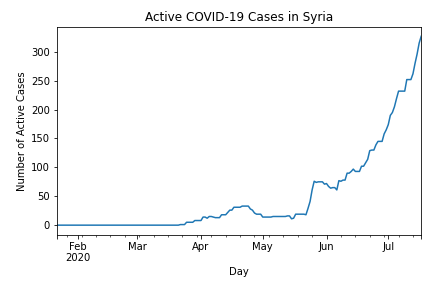 Active COVID-19 Cases in Syria
Number of Active Cases
300
250
200
150
100
50
0
Feb Mar Apr May Jun Jul
2020
Day